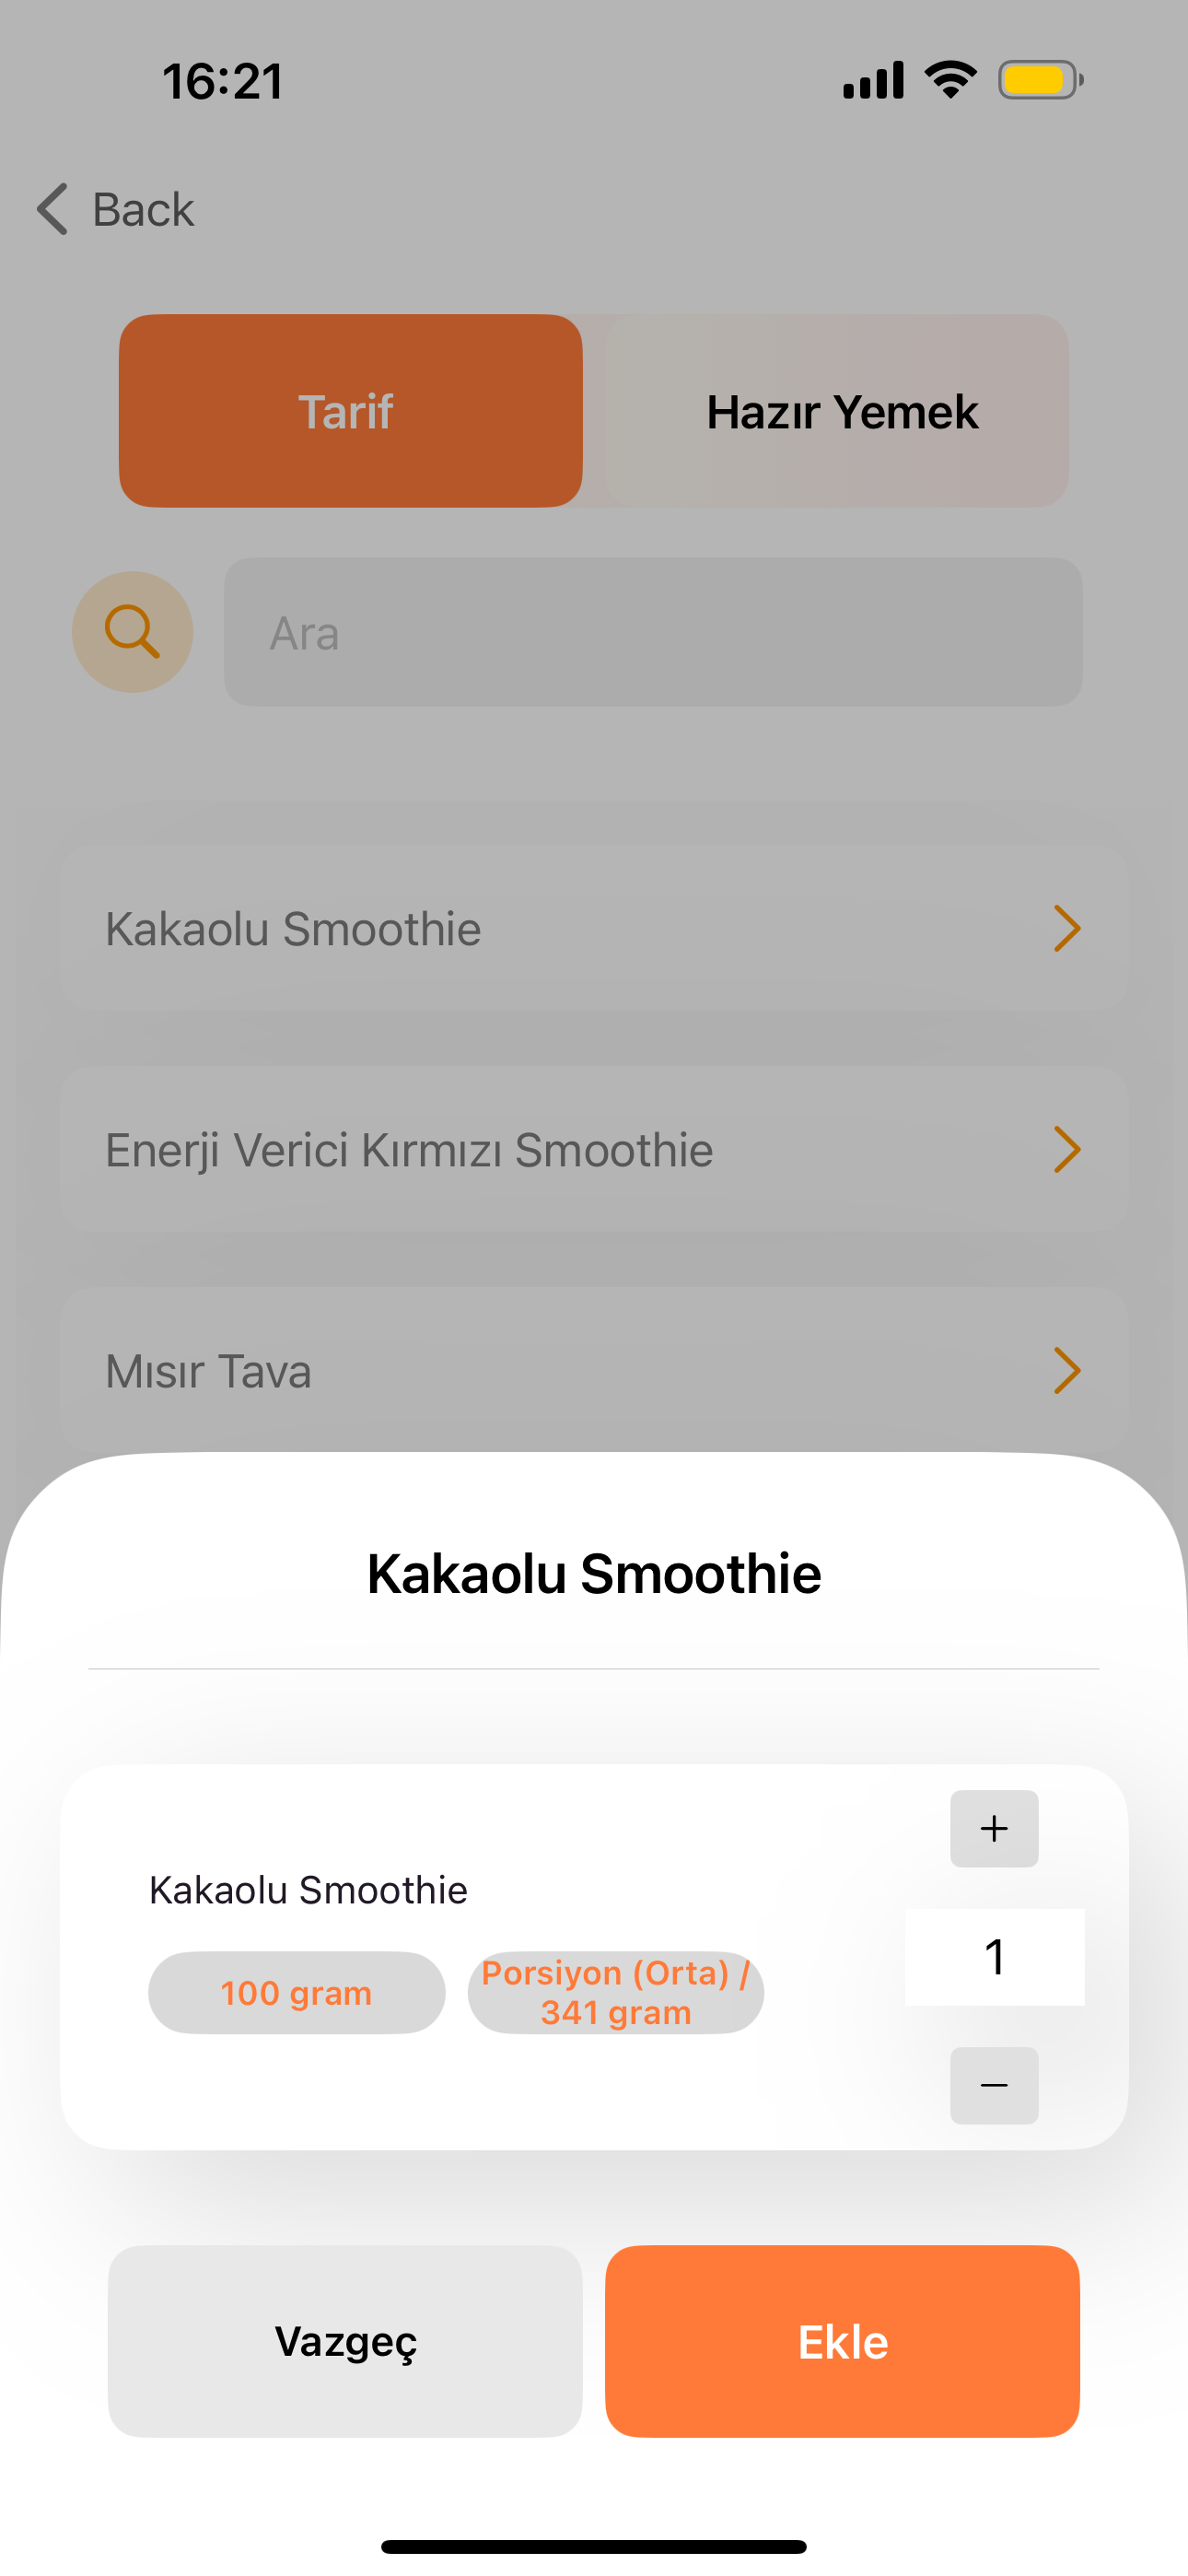 16:21
Back
Tarif
Hazır Yemek
Ara
Kakaolu Smoothie
Enerji Verici Kırmızı Smoothie
Mısır Tava
Kakaolu Smoothie
+
Kakaolu Smoothie
1
100 gram
Porsiyon (Orta) /
341 gram
−
Vazgeç
Ekle